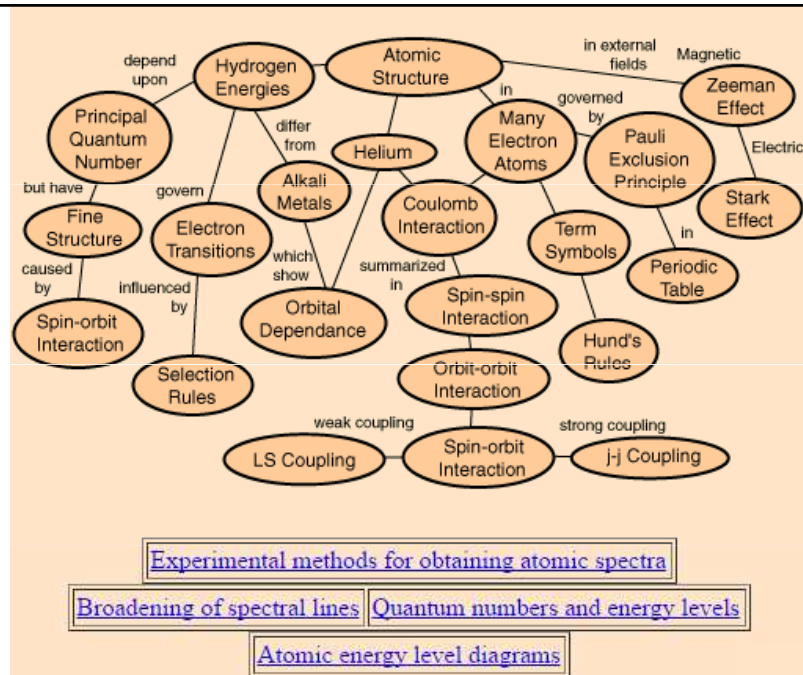 in external
fields
Magnetic
depend
upon
Hydrogen
Energies
Atomic
Structure
Zeeman
Effect
in
governed
by
Principal
Quantum
Number
differ
from
Helium
Many
Electron
Atoms
Pauli
Exclusion
Principle
Electric
but have
govern
Alkali
Metals
Coulomb
Interaction
Stark
Effect
Fine
Structure
Electron
Transitions
Term
Symbols
in
caused
by
influenced
by
which
show
summarized
in
Periodic
Table
Spin-orbit
Interaction
Orbital
Dependance
Spin-spin
Interaction
Selection
Rules
Orbit-orbit
Interaction
Hund's
Rules
weak coupling
strong coupling
LS Coupling
Spin-orbit
Interaction
j-j Coupling
Experimental methods for obtaining atomic spectra
Broadening of spectral lines
Quantum numbers and energy levels
Atomic energy level diagrams